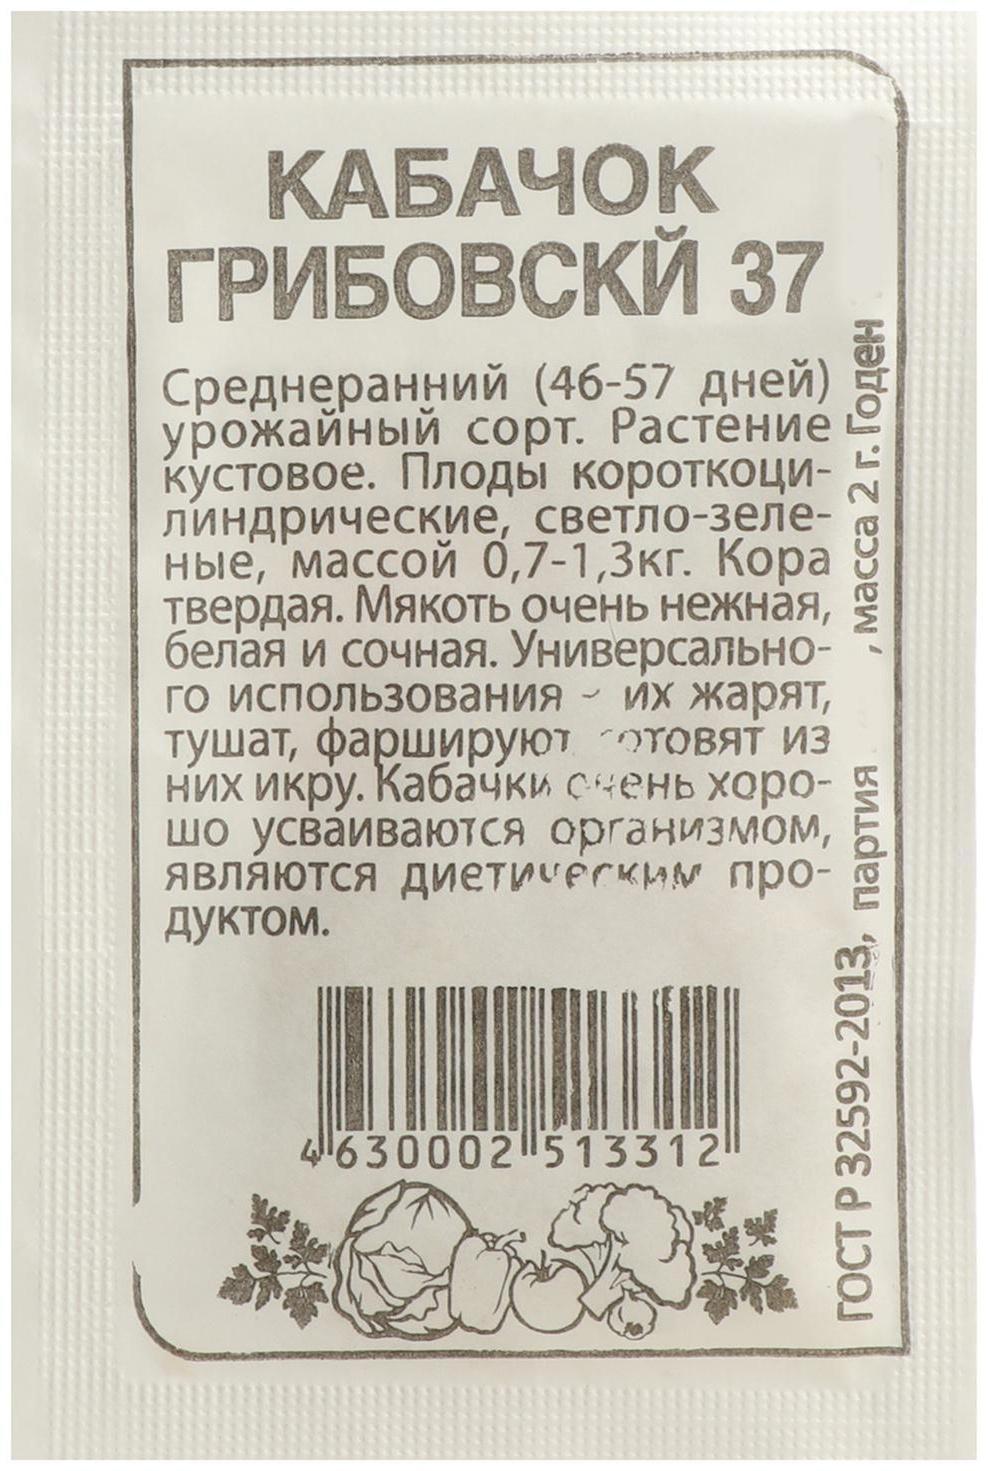 КАБАЧОК
ГРИБОВСКЙ 37
Среднеранний (46-57 дней)
урожайный сорт. Растение
кустовое. Плоды короткоци-
линдрические, светло-зеле-
ные, массой 0,7-1,3кг. Кора
твердая. Мякоть очень нежная,
белая и сочная. Универсально-
го использования - их жарят,
тушат, фаршируют готовят из
них икру. Кабачки очень хоро-
шо усваиваются организмом,
являются диетическим про-
дуктом.
4 630002 513312
ГОСТ Р 32592-2013, партия , масса 2 г. Годен